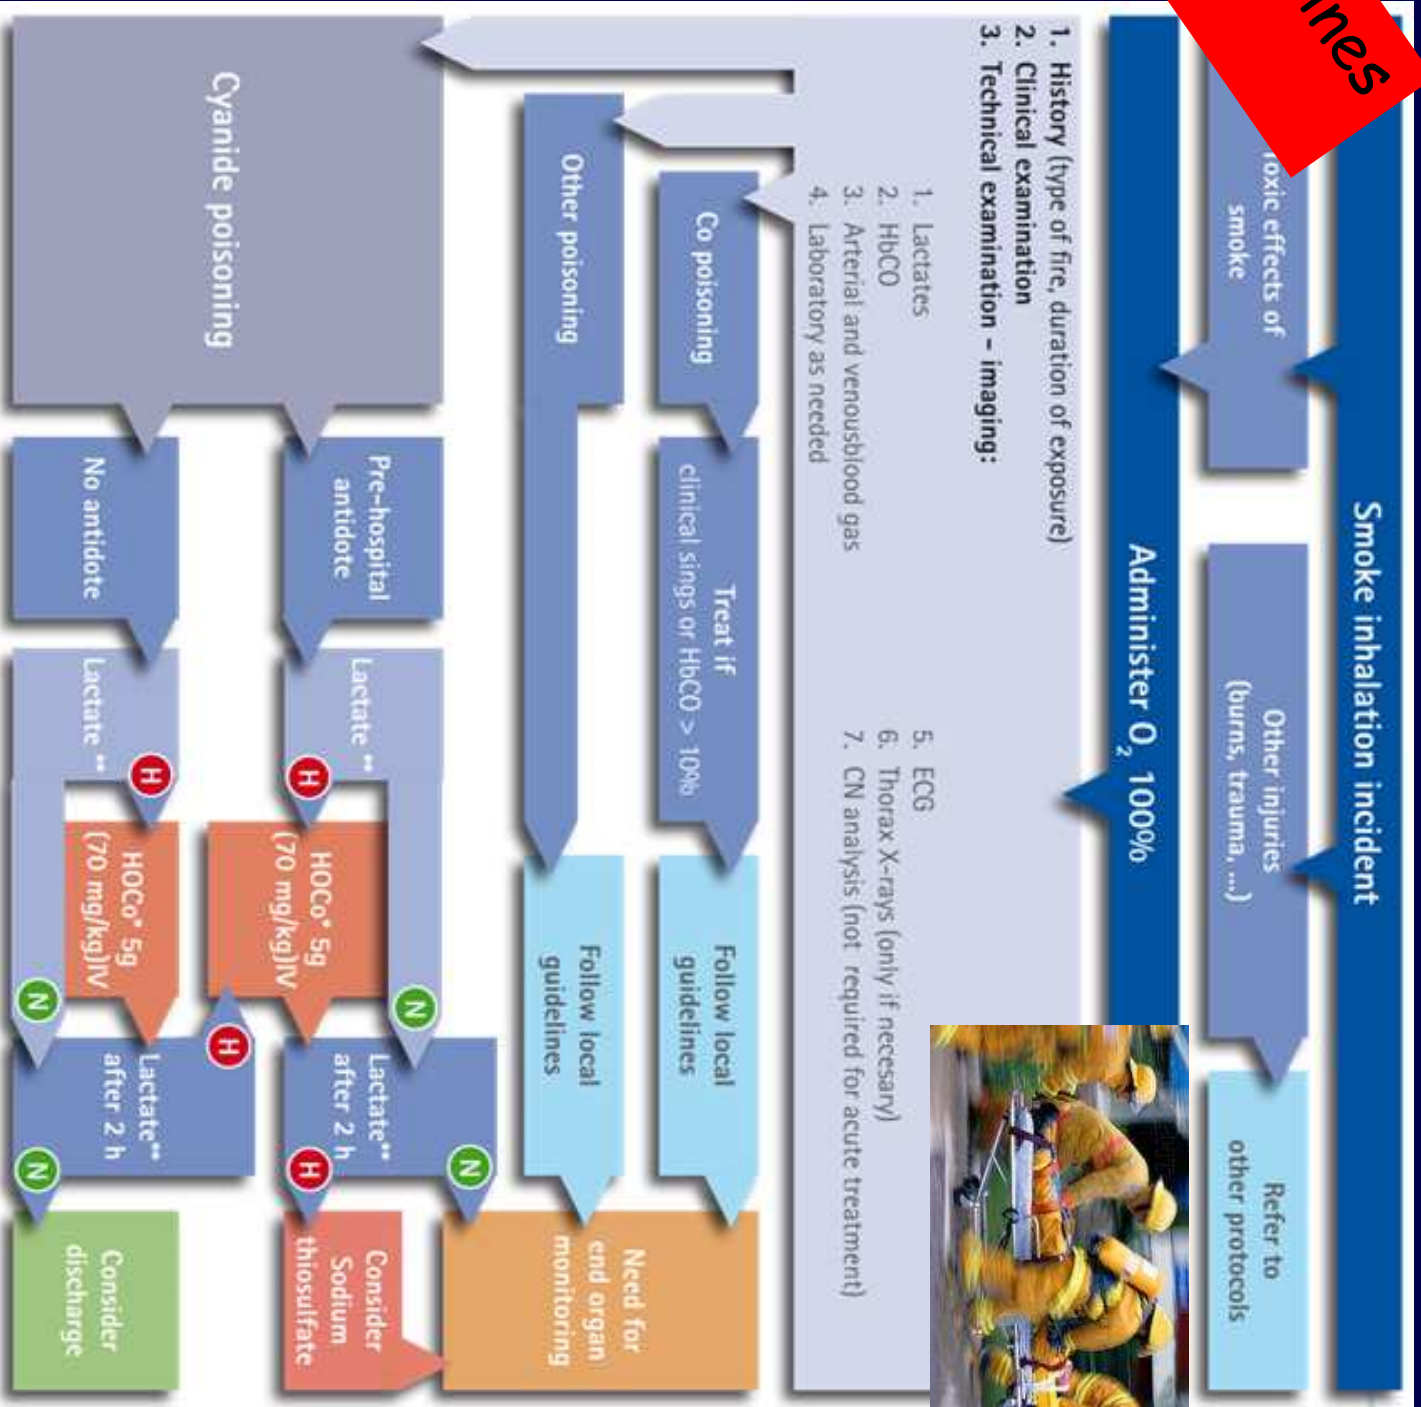 Smoke inhalation incident
Toxic effects of
smoke
Other injuries
(burns, trauma, ...)
Refer to
other protocols
Administer O2 100%
1. History (type of fire, duration of exposure)
2. Clinical examination
3. Technical examination – imaging:
1. Lactates
2. HbCO
3. Arterial and venousblood gas
4. Laboratory as needed
5. ECG
6. Thorax X-rays (only if necesary)
7. CN analysis (not required for acute treatment)
Co poisoning
Treat if
clinical sings or HbCO > 10%
Follow local
guidelines
Other poisoning
Follow local
guidelines
Need for
end organ
monitoring
Cyanide poisoning
Pre-hospital
antidote
Lactate **
H
HOCo* 5g
(70 mg/kg)IV
N
Lactate**
after 2 h
N
H
Consider
Sodium
thiosulfate
No antidote
Lactate **
H
HOCo* 5g
(70 mg/kg)IV
N
Lactate**
after 2 h
H
N
Consider
discharge